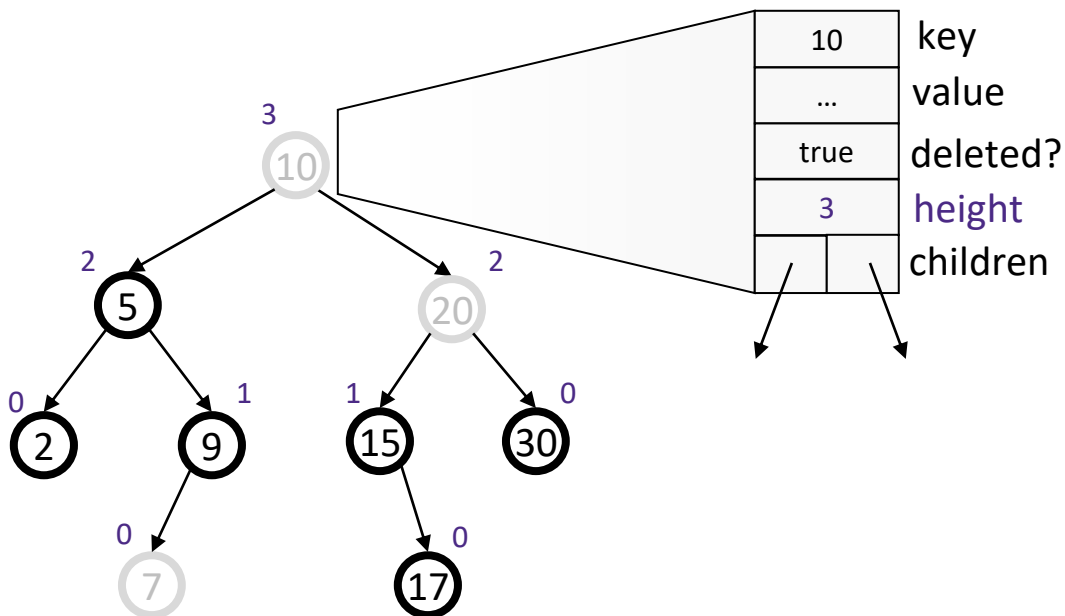 10 key
... value
true deleted?
3 height
children
3
10
2 2
5 20
0 1 1 0
2 9 15 30
0 0
7 17